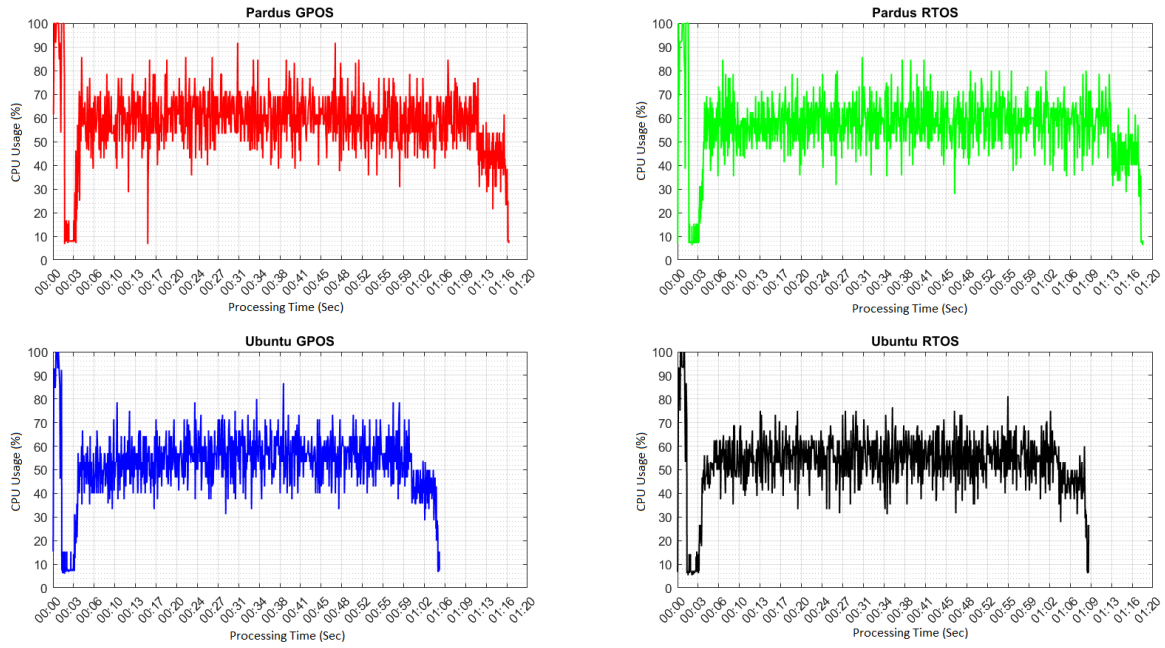 Pardus GPOS
100
90
80
70
60
50
40
30
20
10
0
CPU Usage (%)
00:00 00:03 00:06 00:10 00:13 00:17 00:20 00:24 00:27 00:31 00:34 00:38 00:41 00:45 00:48 00:52 00:55 00:59 01:02 01:06 01:09 01:13 01:16 01:20
Processing Time (Sec)
Pardus RTOS
100
90
80
70
60
50
40
30
20
10
0
CPU Usage (%)
00:00 00:03 00:06 00:10 00:13 00:17 00:20 00:24 00:27 00:31 00:34 00:38 00:41 00:45 00:48 00:52 00:55 00:59 01:02 01:06 01:09 01:13 01:16 01:20
Processing Time (Sec)
Ubuntu GPOS
100
90
80
70
60
50
40
30
20
10
0
CPU Usage (%)
00:00 00:03 00:06 00:10 00:13 00:17 00:20 00:24 00:27 00:31 00:34 00:38 00:41 00:45 00:48 00:52 00:55 00:59 01:02 01:06 01:09 01:13 01:16 01:20
Processing Time (Sec)
Ubuntu RTOS
100
90
80
70
60
50
40
30
20
10
0
CPU Usage (%)
00:00 00:03 00:06 00:10 00:13 00:17 00:20 00:24 00:27 00:31 00:34 00:38 00:41 00:45 00:48 00:52 00:55 00:59 01:02 01:06 01:09 01:13 01:16 01:20
Processing Time (Sec)